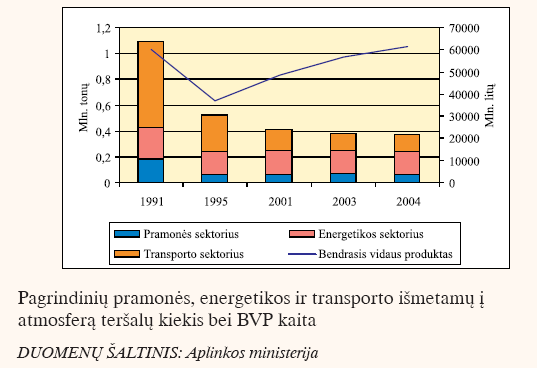 Mln. tonų
1,2
1
0,8
0,6
0,4
0,2
0
70000
60000
50000
40000
30000
20000
10000
0
Mln. litų
1991 1995 2001 2003 2004
Pramonės sektorius Energetikos sektorius
Transporto sektorius Bendrasis vidaus produktas
Pagrindinių pramonės, energetikos ir transporto išmetamų į
atmosferą teršalų kiekis bei BVP kaita
DUOMENŲ ŠALTINIS: Aplinkos ministerija